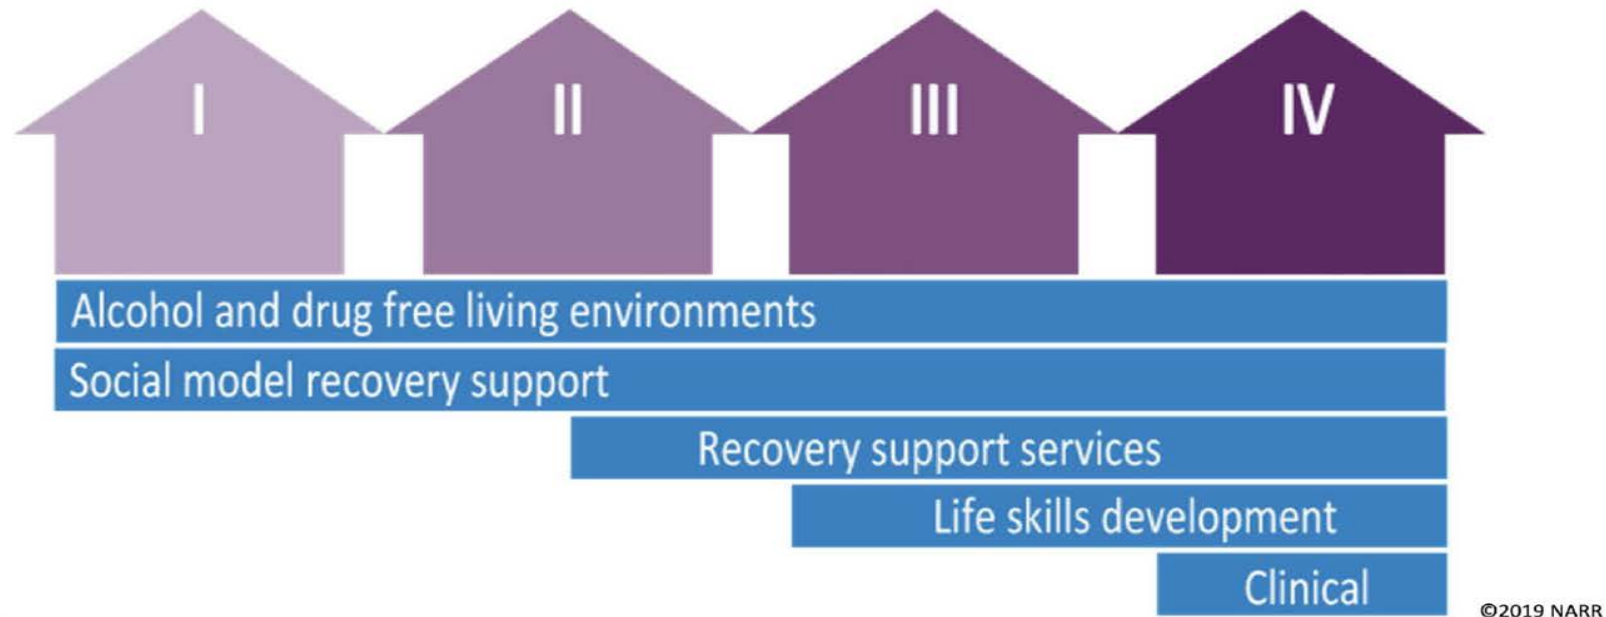 I II III IV
Alcohol and drug free living environments
Social model recovery support
Recovery support services
Life skills development
Clinical
©2019 NARR